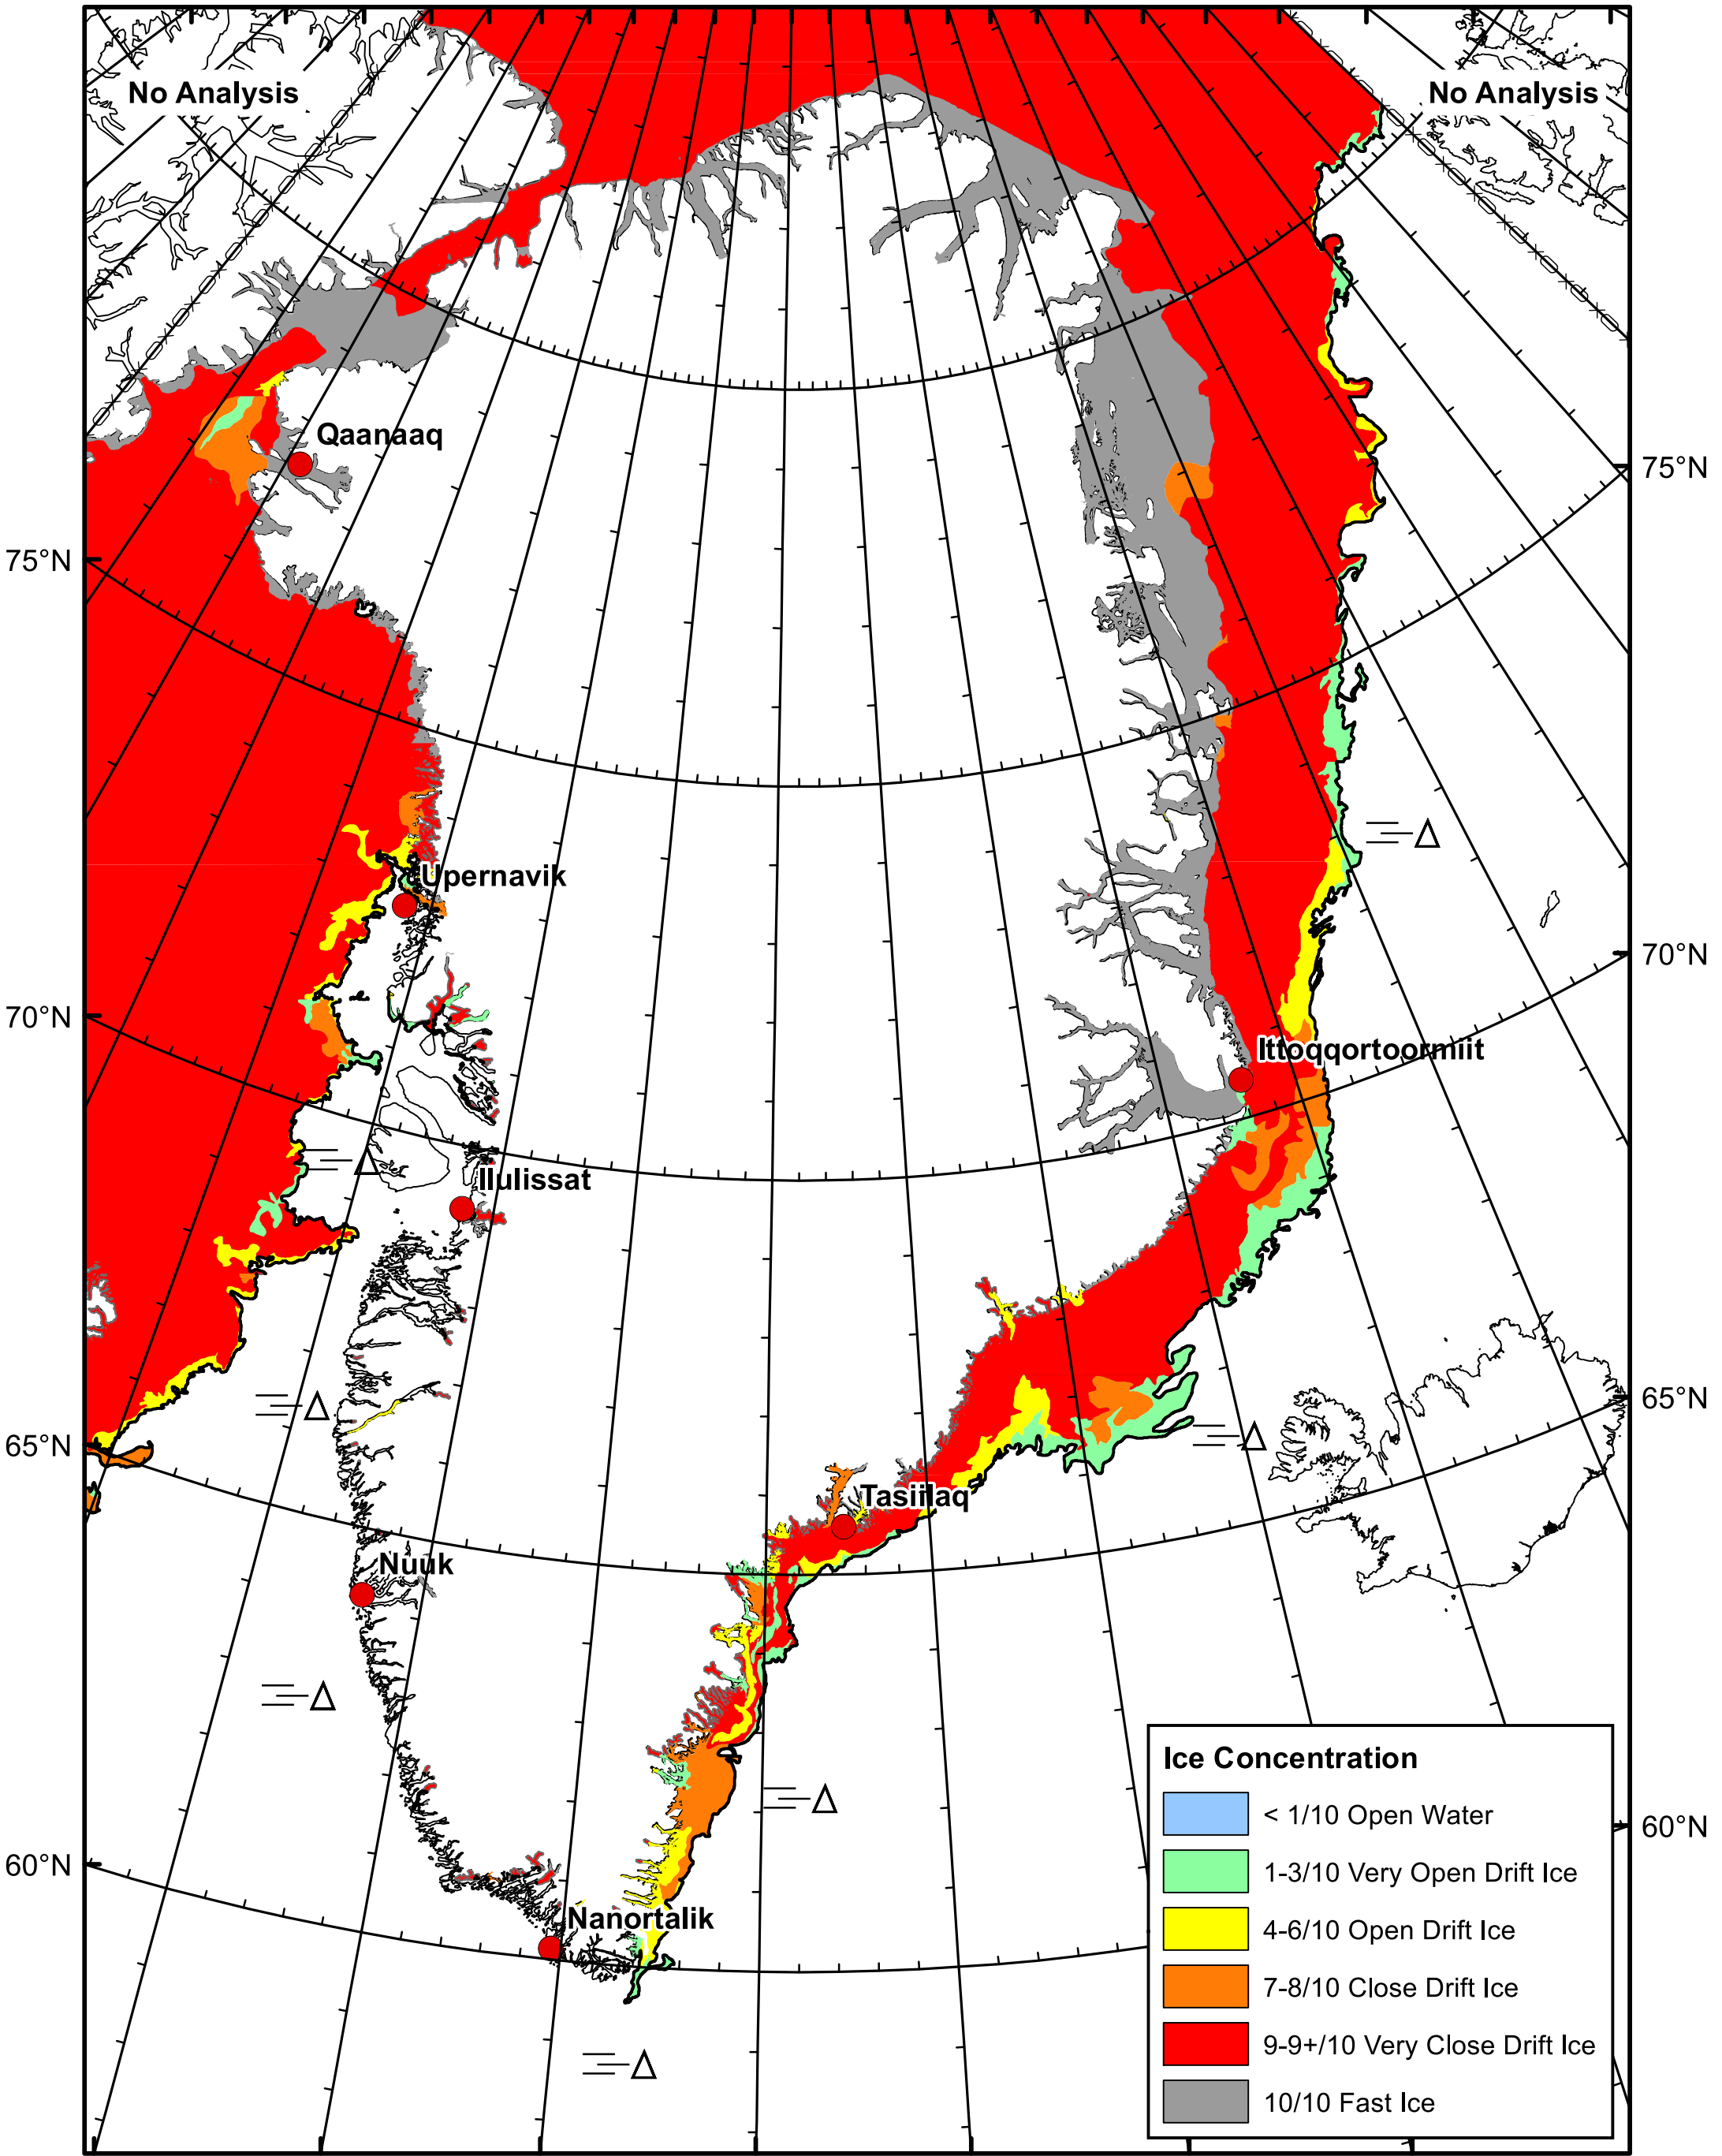 No Analysis
No Analysis
Qaanaaq
75°N
75°N
Upernavik
70°N
70°N
Ittoqqortoormiit
Ilulissat
65°N
65°N
Tasiilaq
Nuuk
60°N
60°N
Nanortalik
Ice Concentration
< 1/10 Open Water
1-3/10 Very Open Drift Ice
4-6/10 Open Drift Ice
7-8/10 Close Drift Ice
9-9+/10 Very Close Drift Ice
10/10 Fast Ice